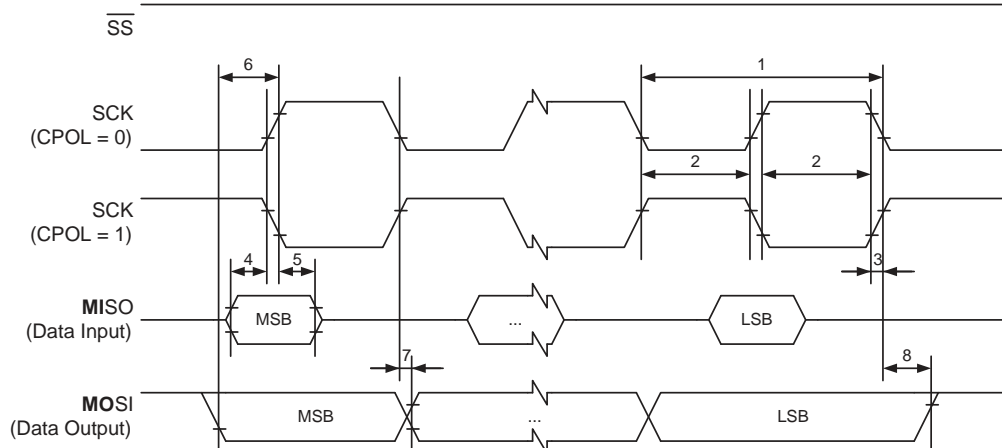 SS
6
1
SCK
(CPOL = 0)
2
2
SCK
(CPOL = 1)
4
5
3
MISO
(Data Input)
MSB
...
LSB
7
8
MOSI
(Data Output)
MSB
...
LSB